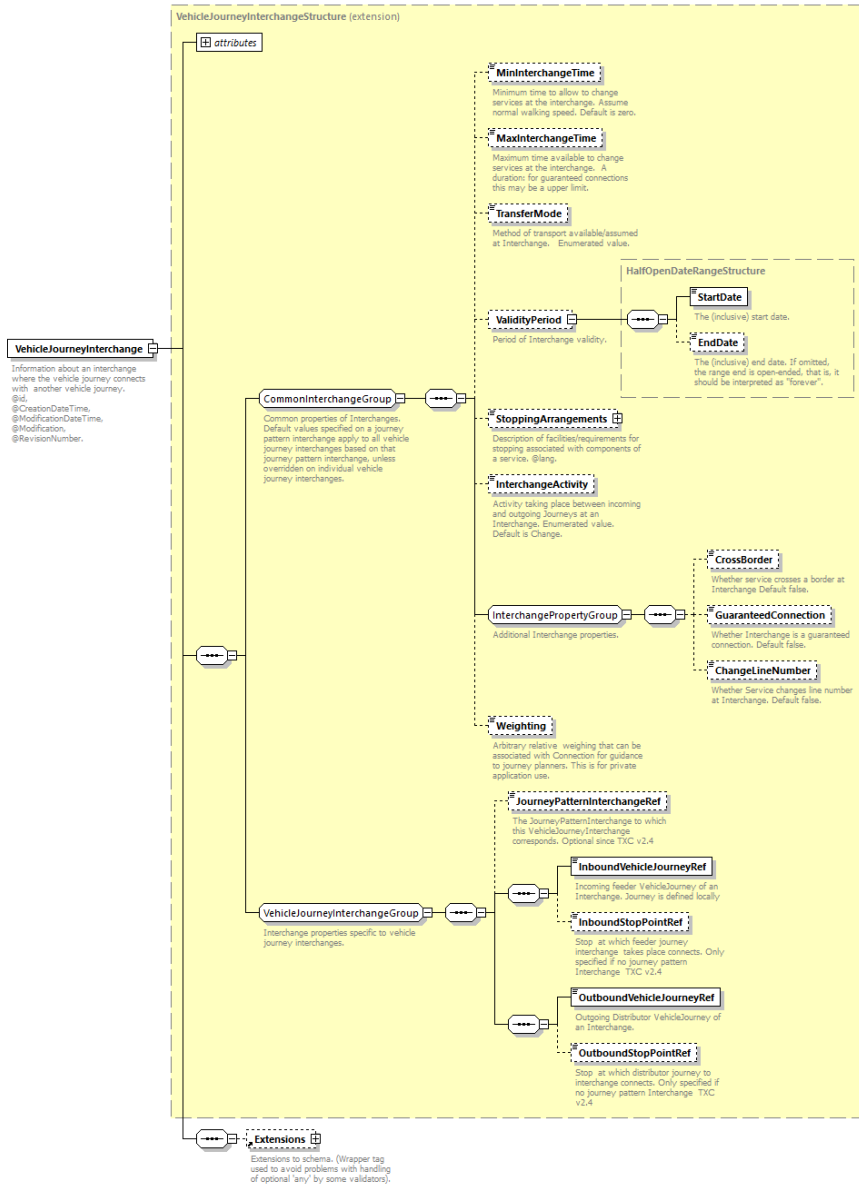 VehicleJourneyInterchangeStructure (extension)
attributes
MinInterchangeTime
Minimum time to allow to change
services at the interchange. Assume
normal walking speed. Default is zero.
MaxInterchangeTime
Maximum time available to change
services at the interchange.  A
duration: for guaranteed connections
this may be a upper limit.
TransferMode
Method of transport available/assumed
at Interchange.   Enumerated value.
HalfOpenDateRangeStructure
ValidityPeriod
Period of Interchange validity.
StartDate
The (inclusive) start date.
EndDate
The (inclusive) end date. If omitted,
the range end is open-ended, that is, it
should be interpreted as "forever".
VehicleJourneyInterchange
Information about an interchange
where the vehicle journey connects
with  another vehicle journey.
@id,
@CreationDateTime,
@ModificationDateTime,
@Modification,
@RevisionNumber.
CommonInterchangeGroup
Common properties of Interchanges.
Default values specified on a journey
pattern interchange apply to all vehicle
journey interchanges based on that
journey pattern interchange, unless
overridden on individual vehicle
journey interchanges.
StoppingArrangements
Description of facilities/requirements for
stopping associated with components of
a service. @lang.
InterchangeActivity
Activity taking place between incoming
and outgoing Journeys at an
Interchange. Enumerated value.
Default is Change.
InterchangePropertyGroup
Additional Interchange properties.
CrossBorder
Whether service crosses a border at
Interchange Default false.
GuaranteedConnection
Whether Interchange is a guaranteed
connection. Default false.
ChangeLineNumber
Whether Service changes line number
at Interchange. Default false.
Weighting
Arbitrary relative  weighing that can be
associated with Connection for guidance
to journey planners. This is for private
application use.
VehicleJourneyInterchangeGroup
Interchange properties specific to vehicle
journey interchanges.
JourneyPatternInterchangeRef
The JourneyPatternInterchange to which
this VehicleJourneyInterchange
corresponds. Optional since TXC v2.4
InboundVehicleJourneyRef
Incoming feeder VehicleJourney of an
Interchange. Journey is defined locally
InboundStopPointRef
Stop  at which feeder journey
interchange  takes place connects. Only
specified if no journey pattern
Interchange  TXC v2.4
OutboundVehicleJourneyRef
Outgoing Distributor VehicleJourney of
an Interchange.
OutboundStopPointRef
Stop  at which distributor journey to
interchange connects. Only specified if
no journey pattern Interchange  TXC
v2.4
Extensions
Extensions to schema. (Wrapper tag
used to avoid problems with handling
of optional 'any' by some validators).